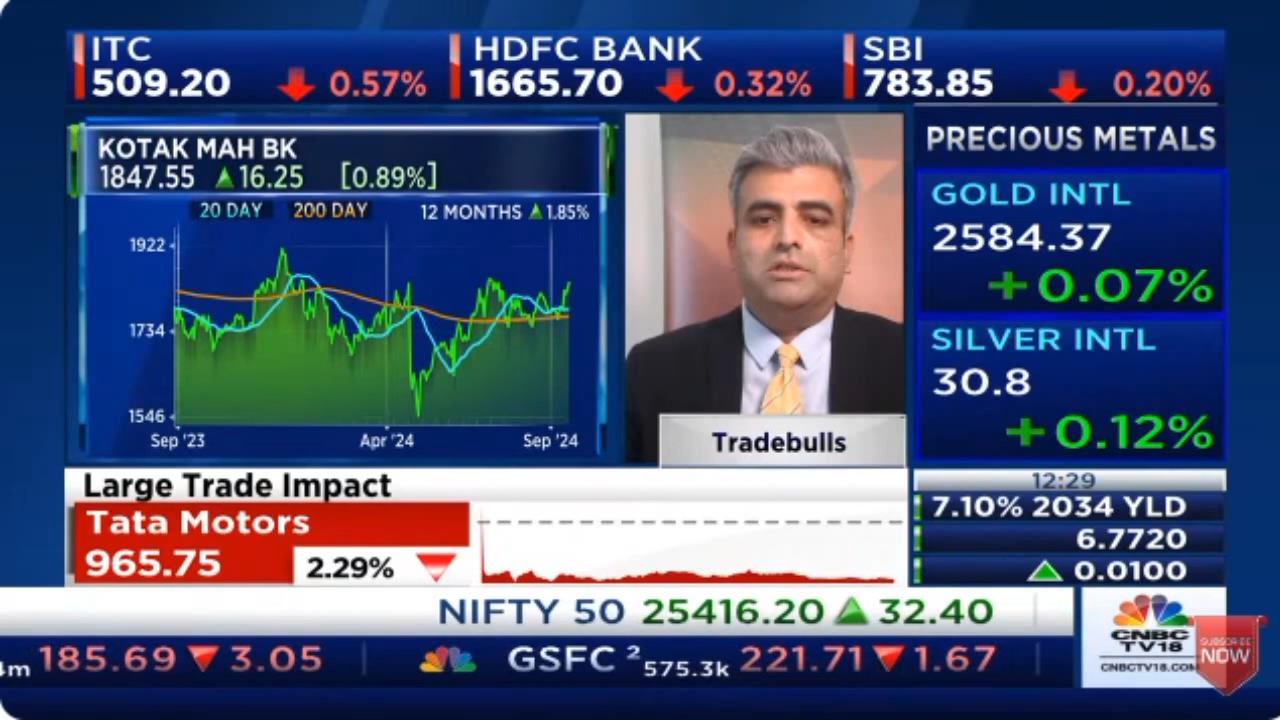 ITC
509.20 0.57%
HDFC BANK
1665.70 0.32%
SBI
783.85 0.20%
KOTAK MAH BK
1847.55 16.25 [0.89%]
20 DAY 200 DAY 12 MONTHS 1.85%
1922
1734
1546
Sep '23 Apr '24 Sep '24
Tradebulls
PRECIOUS METALS
GOLD INTL
2584.37
+0.07%
SILVER INTL
30.8
+0.12%
Large Trade Impact
Tata Motors
965.75
2.29%
12:29
7.10% 2034 YLD
6.7720
0.0100
NIFTY 50 25416.20 32.40
4m 185.69 3.05 GSFC 2 575.3k 221.71 1.67
CNBC
TV18
CNBCTV18.COM
SUBSCRIBE
NOW